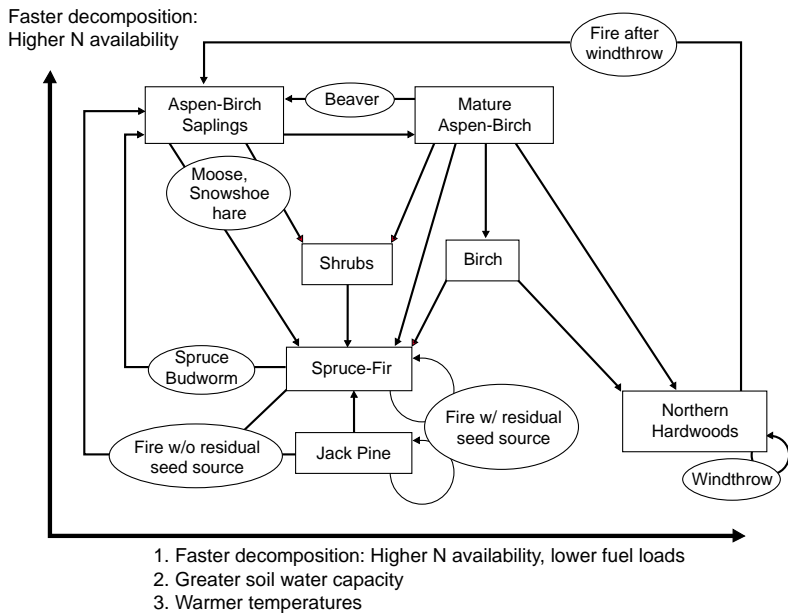 Faster decomposition:
Higher N availability
Fire after
windthrow
Aspen-Birch
Saplings
Beaver
Mature
Aspen-Birch
Moose,
Snowshoe
hare
Shrubs
Birch
Spruce
Budworm
Spruce-Fir
Fire w/o residual
seed source
Jack Pine
Fire w/ residual
seed source
Northern
Hardwoods
Windthrow
1. Faster decomposition: Higher N availability, lower fuel loads
2. Greater soil water capacity
3. Warmer temperatures